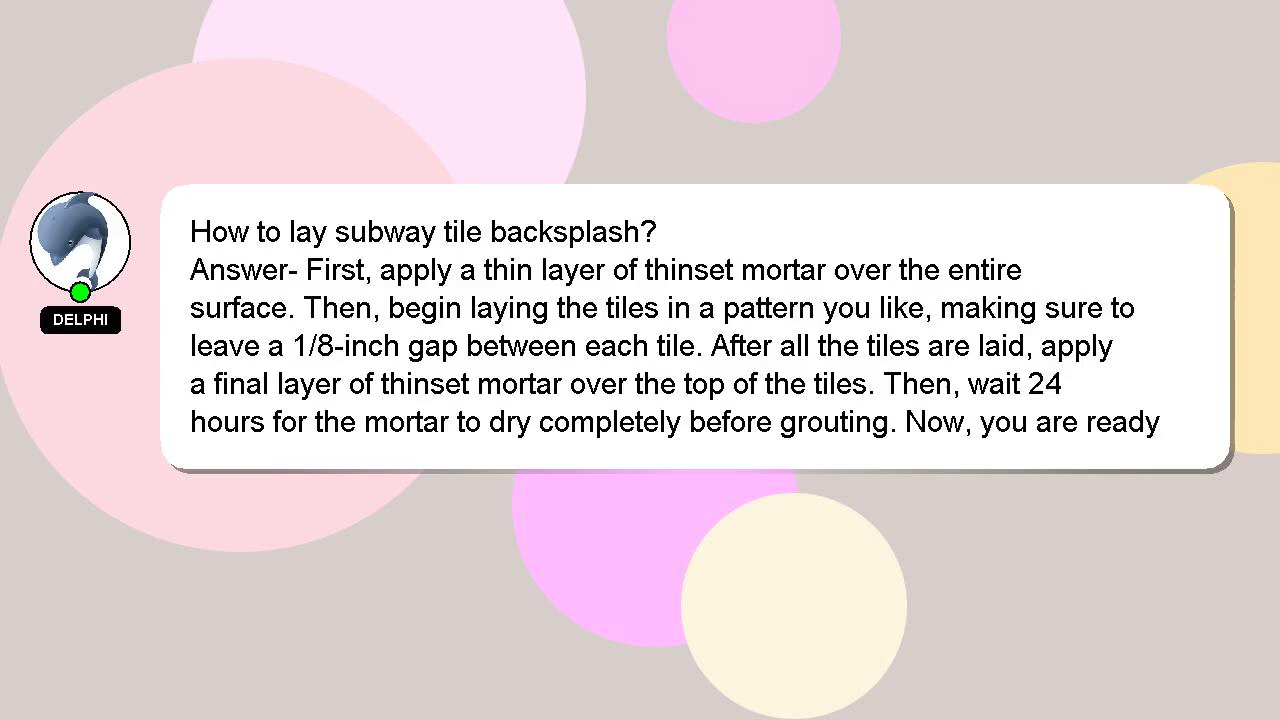 How to lay subway tile backsplash?
Answer- First, apply a thin layer of thinset mortar over the entire
surface. Then, begin laying the tiles in a pattern you like, making sure to
leave a 1/8-inch gap between each tile. After all the tiles are laid, apply
a final layer of thinset mortar over the top of the tiles. Then, wait 24
hours for the mortar to dry completely before grouting. Now, you are ready
DELPHI